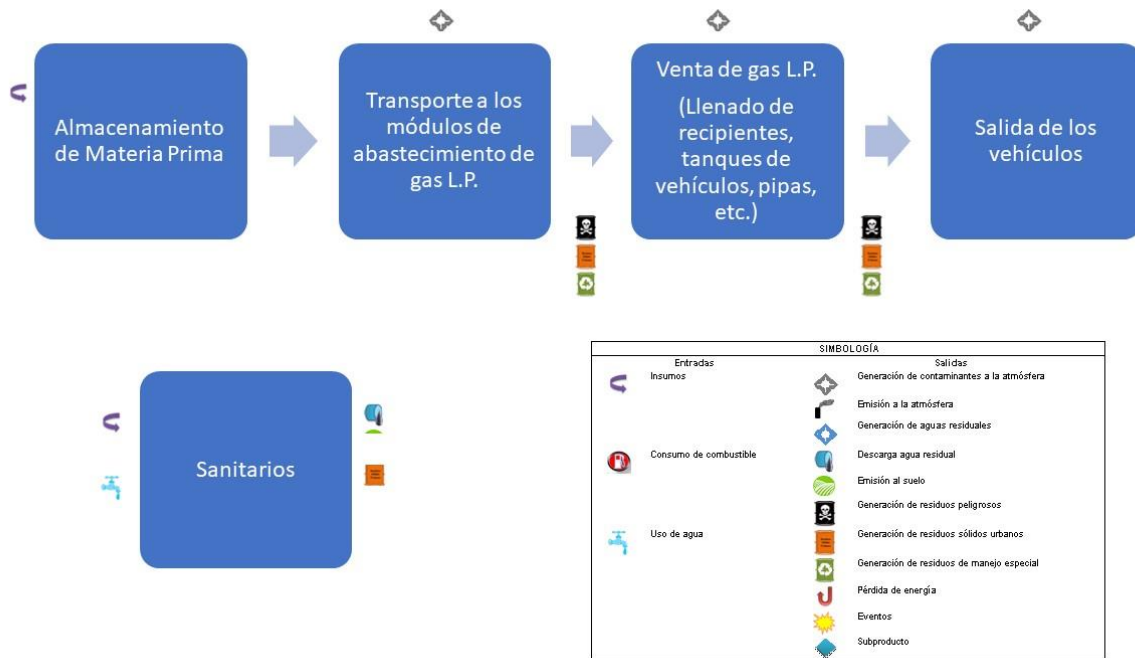 Almacenamiento
de Materia Prima
Transporte a los
módulos de
abastecimiento de
gas L.P.
Venta de gas L.P.
(Llenado de
recipientes,
tanques de
vehículos, pipas,
etc.)
Salida de los
vehículos
Sanitarios
SIMBOLOGÍA
Entradas
Salidas
Insumos
Generación de contaminantes a la atmósfera
Emisión a la atmósfera
Generación de aguas residuales
Consumo de combustible
Descarga agua residual
Emisión al suelo
Generación de residuos peligrosos
Uso de agua
Generación de residuos sólidos urbanos
Generación de residuos de manejo especial
Pérdida de energía
Eventos
Subproducto